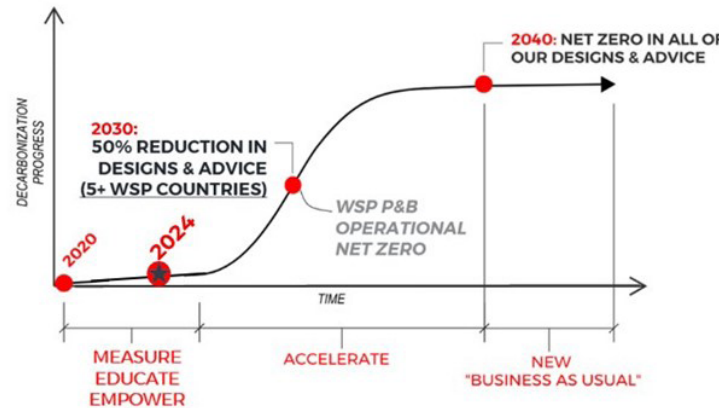 2040: NET ZERO IN ALL OF
OUR DESIGNS & ADVICE
DECARBONIZATION
PROGRESS
2030:
50% REDUCTION IN
DESIGNS & ADVICE
(5+ WSP COUNTRIES)
WSP P&B
OPERATIONAL
NET ZERO
2020
2024
TIME
MEASURE
EDUCATE
EMPOWER
ACCELERATE
NEW
"BUSINESS AS USUAL"